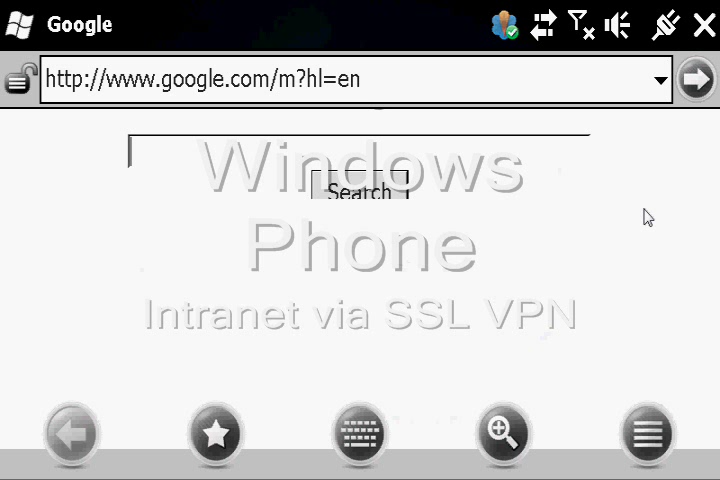 Google
http://www.google.com/m?hl=en
Windows
Search
Phone
Intranet via SSL VPN